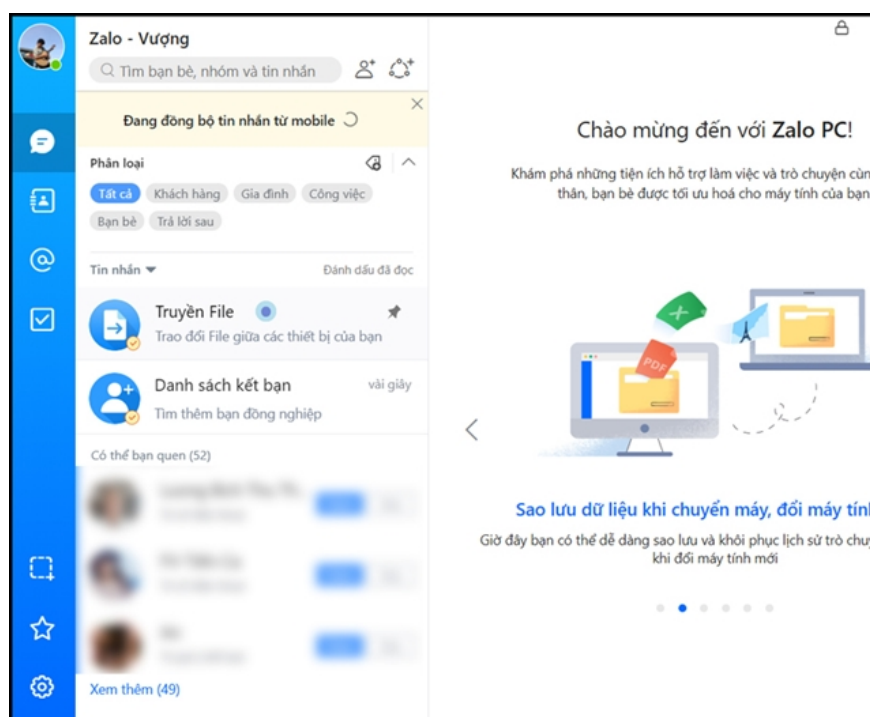 Zalo - Vượng
Tìm bạn bè, nhóm và tin nhắn
Đang đồng bộ tin nhắn từ mobile
Phân loại
Tất cả Khách hàng Gia đình Công việc
Bạn bè Trả lời sau
Tin nhắn Đánh dấu đã đọc
Truyền File
Trao đổi File giữa các thiết bị của bạn
Danh sách kết bạn vài giây
Tìm thêm bạn đồng nghiệp
Có thể bạn quen (52)
Xem thêm (49)
Chào mừng đến với Zalo PC!
Khám phá những tiện ích hỗ trợ làm việc và trò chuyện cùn
thân, bạn bè được tối ưu hoá cho máy tính của bạn
X
PDF
Sao lưu dữ liệu khi chuyển máy, đổi máy tính
Giờ đây bạn có thể dễ dàng sao lưu và khôi phục lịch sử trò chuy
khi đổi máy tính mới